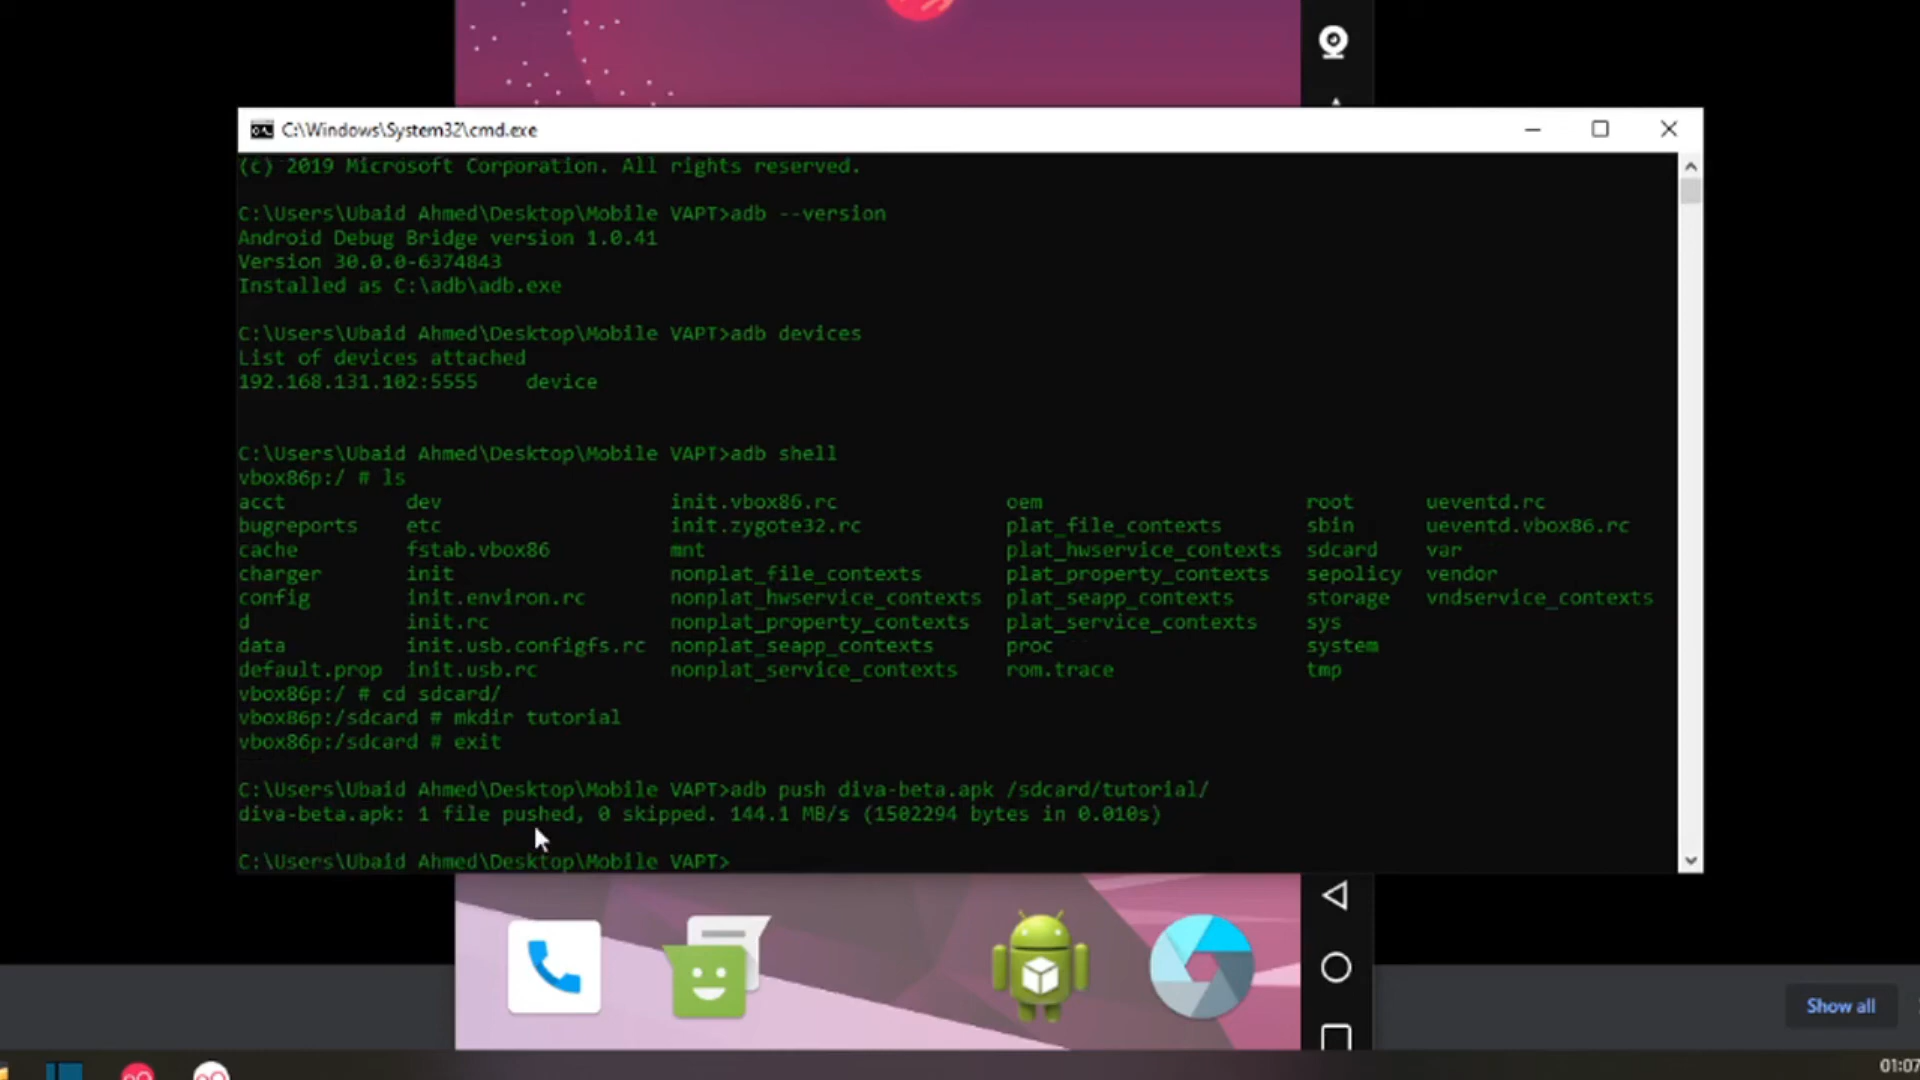 C:\Windows\System32\cmd.exe
(c) 2019 Microsoft Corporation. All rights reserved.
C:\Users\Ubaid Ahmed\Desktop\Mobile VAPT>adb --version
Android Debug Bridge version 1.0.41
Version 30.0.0-6374843
Installed as C:\adb\adb.exe
C:\Users\Ubaid Ahmed\Desktop\Mobile VAPT>adb devices
List of devices attached
192.168.131.102:5555    device
C:\Users\Ubaid Ahmed\Desktop\Mobile VAPT>adb shell
vbox86p:/ # ls
acct dev init.vbox86.rc oem root ueventd.rc
bugreports etc init.zygote32.rc plat_file_contexts sbin ueventd.vbox86.rc
cache fstab.vbox86 mnt plat_hwservice_contexts sdcard var
charger init nonplat_file_contexts plat_property_contexts sepolicy vendor
config init.environ.rc nonplat_hwservice_contexts plat_seapp_contexts storage vndservice_contexts
d init.rc nonplat_property_contexts plat_service_contexts sys
data init.usb.configfs.rc nonplat_seapp_contexts proc system
default.prop init.usb.rc nonplat_service_contexts rom.trace tmp
vbox86p:/ # cd sdcard/
vbox86p:/sdcard # mkdir tutorial
vbox86p:/sdcard # exit
C:\Users\Ubaid Ahmed\Desktop\Mobile VAPT>adb push diva-beta.apk /sdcard/tutorial/
diva-beta.apk: 1 file pushed, 0 skipped. 144.1 MB/s (1502294 bytes in 0.010s)
C:\Users\Ubaid Ahmed\Desktop\Mobile VAPT>
Show all
01:07